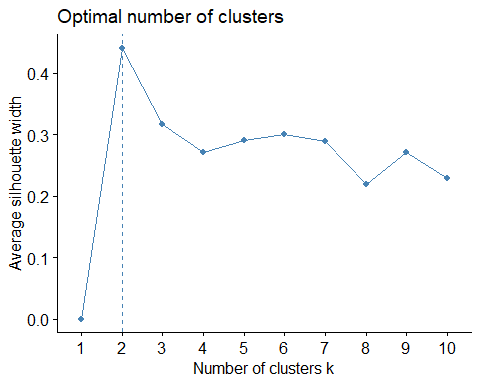 Optimal number of clusters
Average silhouette width
0.4
0.3
0.2
0.1
0.0
1 2 3 4 5 6 7 8 9 10
Number of clusters k